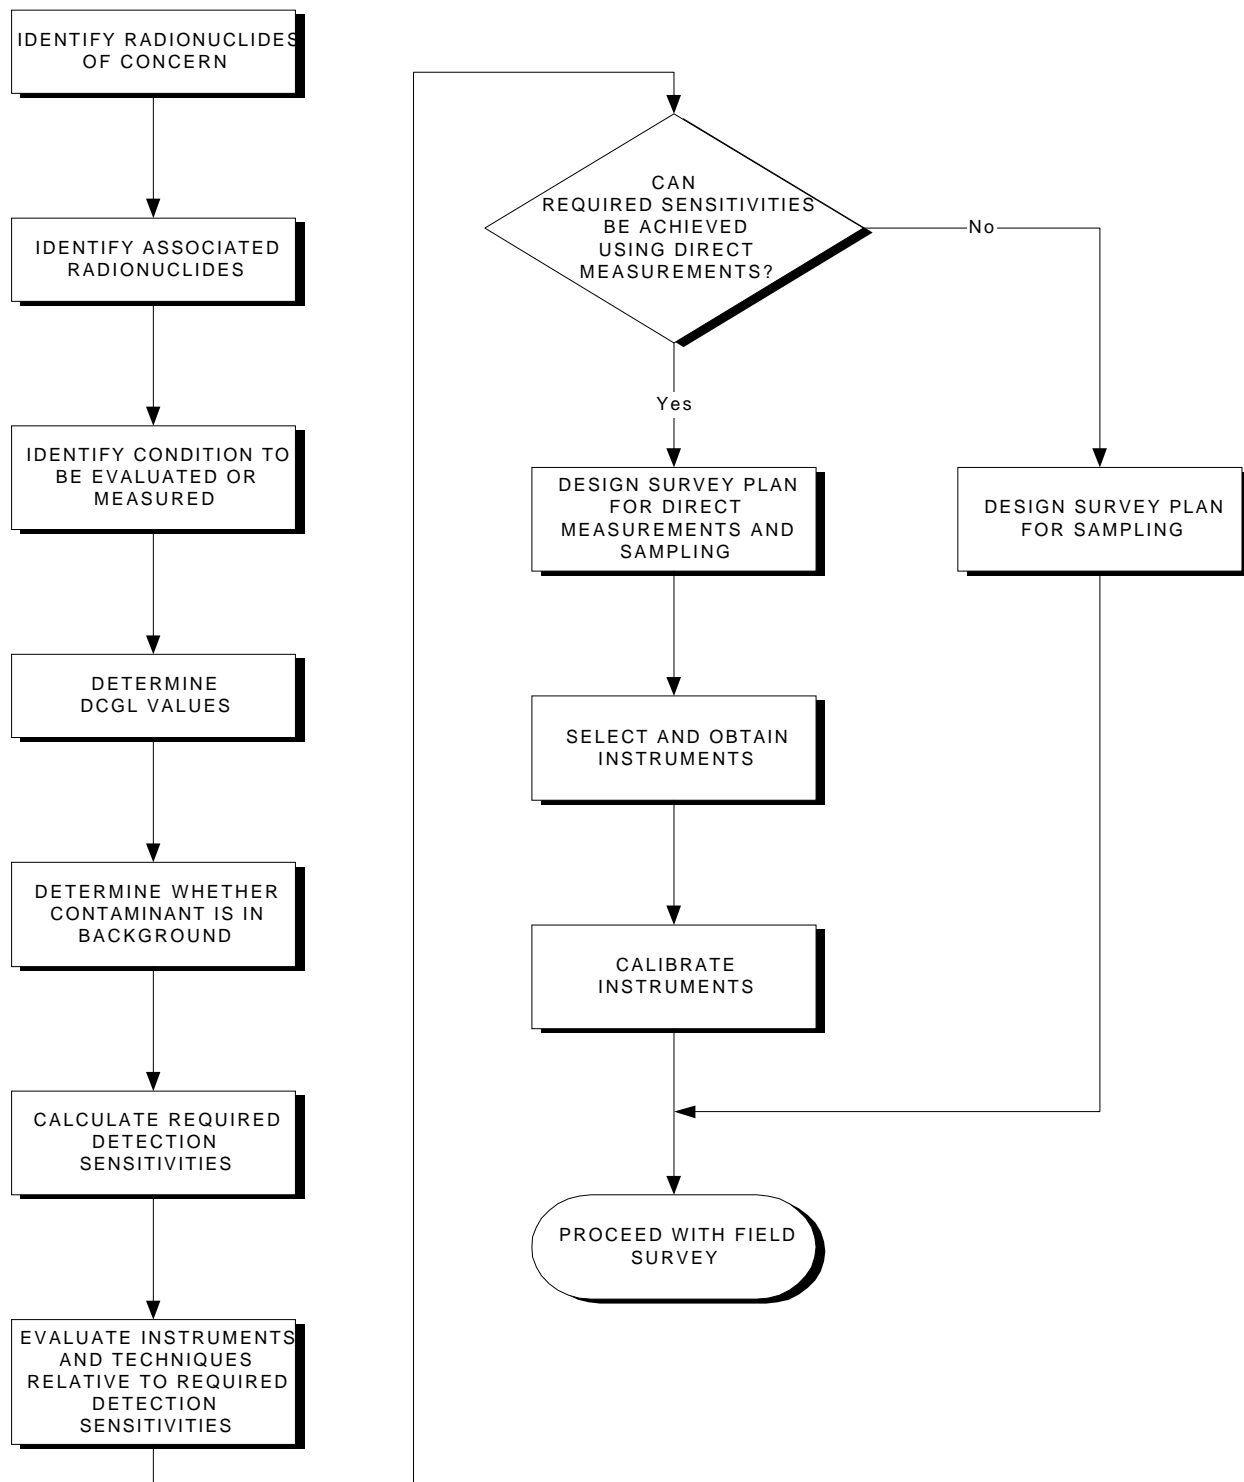 IDENTIFY RADIONUCLIDES
OF CONCERN
IDENTIFY ASSOCIATED
RADIONUCLIDES
IDENTIFY CONDITION TO
BE EVALUATED OR
MEASURED
DETERMINE
DCGL VALUES
DETERMINE WHETHER
CONTAMINANT IS IN
BACKGROUND
CALCULATE REQUIRED
DETECTION
SENSITIVITIES
EVALUATE INSTRUMENTS
AND TECHNIQUES
RELATIVE TO REQUIRED
DETECTION
SENSITIVITIES
CAN
REQUIRED SENSITIVITIES
BE ACHIEVED
USING DIRECT
MEASUREMENTS?
No
Yes
DESIGN SURVEY PLAN
FOR DIRECT
MEASUREMENTS AND
SAMPLING
DESIGN SURVEY PLAN
FOR SAMPLING
SELECT AND OBTAIN
INSTRUMENTS
CALIBRATE
INSTRUMENTS
PROCEED WITH FIELD
SURVEY